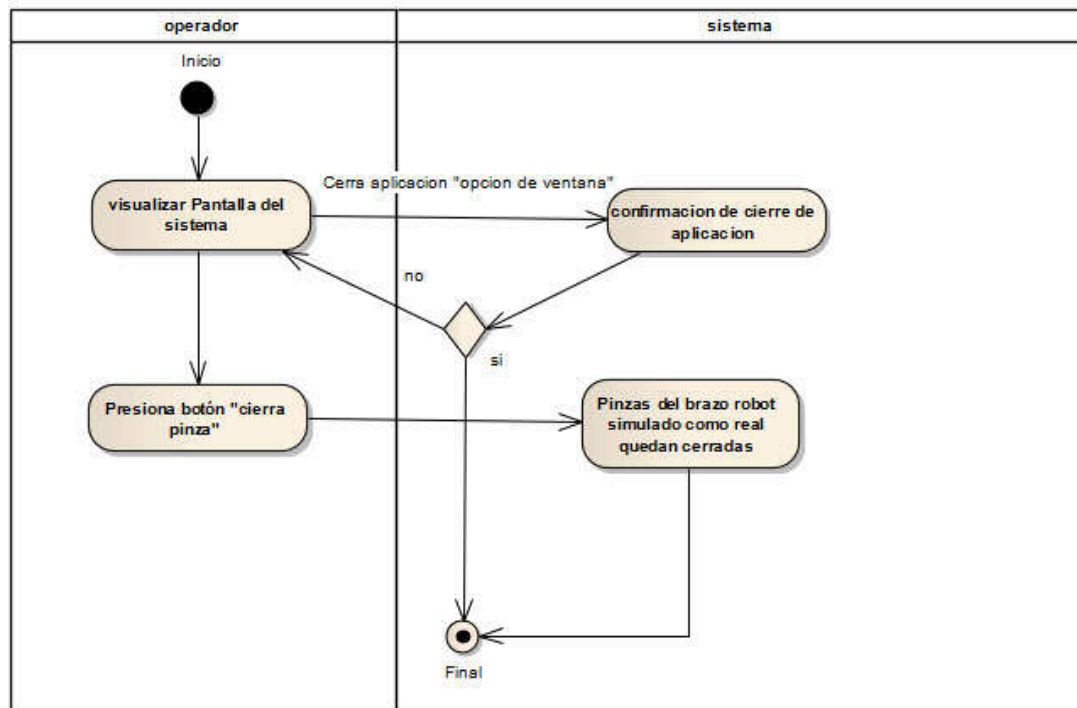 operador
sistema
Inicio
visualizar Pantalla del
sistema
Cerra aplicacion "opcion de ventana"
confirmacion de cierre de
aplicacion
no
si
Presiona botón "cierra
pinza"
Pinzas del brazo robot
simulado como real
quedan cerradas
Final